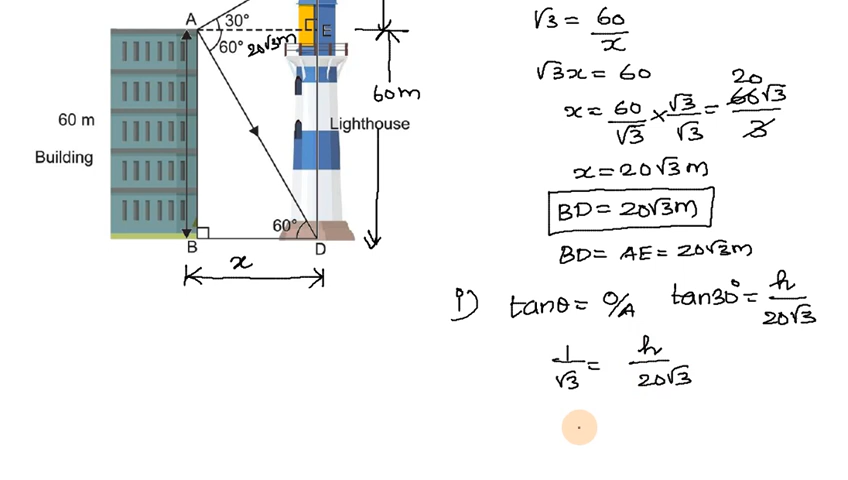 A
30°
60°
20√3m
E
60m
60 m
Building
Lighthouse
60°
B
D
x
√3 = 60/x
√3x = 60
x = 60/√3 × √3/√3 = 20 60√3/3
x = 20√3 m
BD = 20√3m
BD = AE = 20√3m
i) tanθ = O/A tan30° = h/20√3
1/√3 = h/20√3